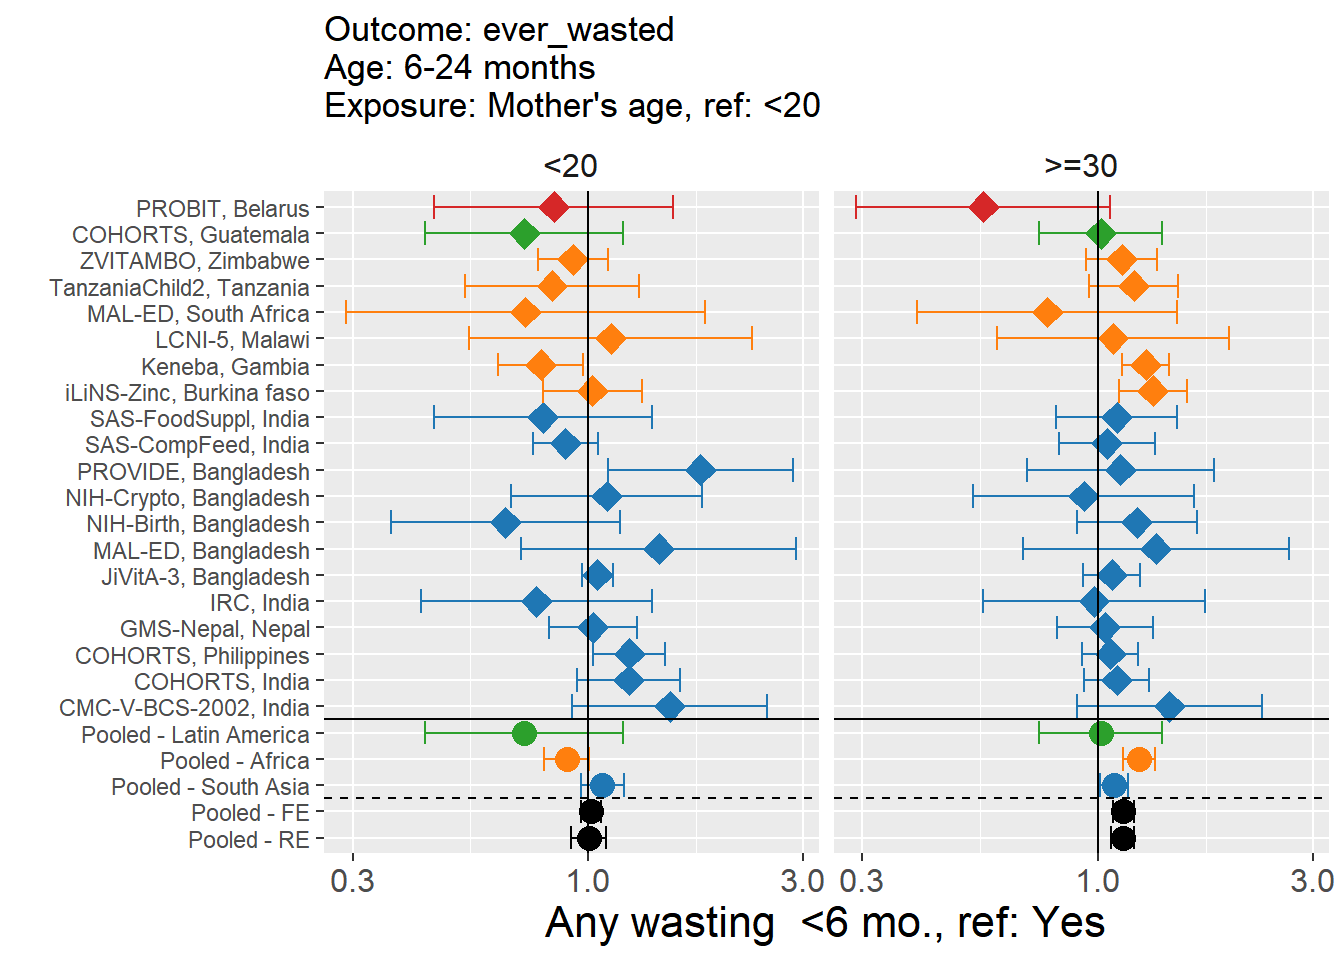 Outcome: ever_wasted
Age: 6-24 months
Exposure: Mother's age, ref: <20
<20
>=30
PROBIT, Belarus
COHORTS, Guatemala
ZVITAMBO, Zimbabwe
TanzaniaChild2, Tanzania
MAL-ED, South Africa
LCNI-5, Malawi
Keneba, Gambia
iLiNS-Zinc, Burkina faso
SAS-FoodSuppl, India
SAS-CompFeed, India
PROVIDE, Bangladesh
NIH-Crypto, Bangladesh
NIH-Birth, Bangladesh
MAL-ED, Bangladesh
JiVitA-3, Bangladesh
IRC, India
GMS-Nepal, Nepal
COHORTS, Philippines
COHORTS, India
CMC-V-BCS-2002, India
Pooled - Latin America
Pooled - Africa
Pooled - South Asia
Pooled - FE
Pooled - RE
0.3 1.0 3.0 0.3 1.0 3.0
Any wasting  <6 mo., ref: Yes